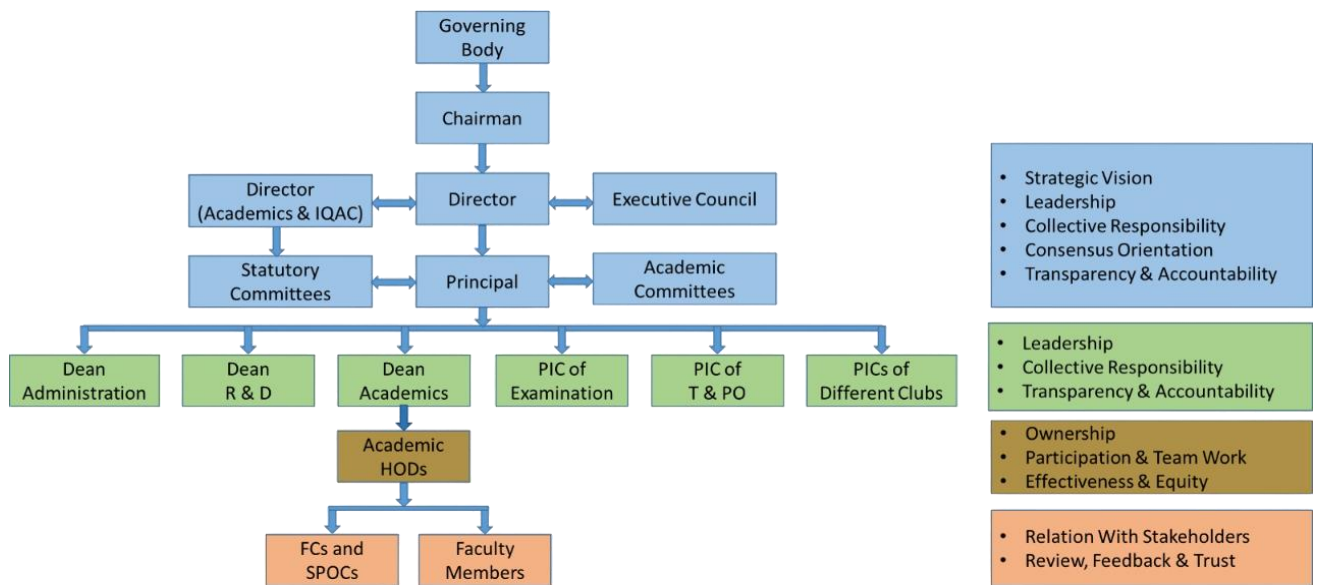 Governing
Body
Chairman
Director
(Academics & IQAC)
Director
Executive Council
Statutory
Committees
Principal
Academic
Committees
Dean
Administration
Dean
R & D
Dean
Academics
PIC of
Examination
PIC of
T & PO
PICs of
Different Clubs
Academic
HODs
FCs and
SPOCs
Faculty
Members
• Strategic Vision
• Leadership
• Collective Responsibility
• Consensus Orientation
• Transparency & Accountability
• Leadership
• Collective Responsibility
• Transparency & Accountability
• Ownership
• Participation & Team Work
• Effectiveness & Equity
• Relation With Stakeholders
• Review, Feedback & Trust